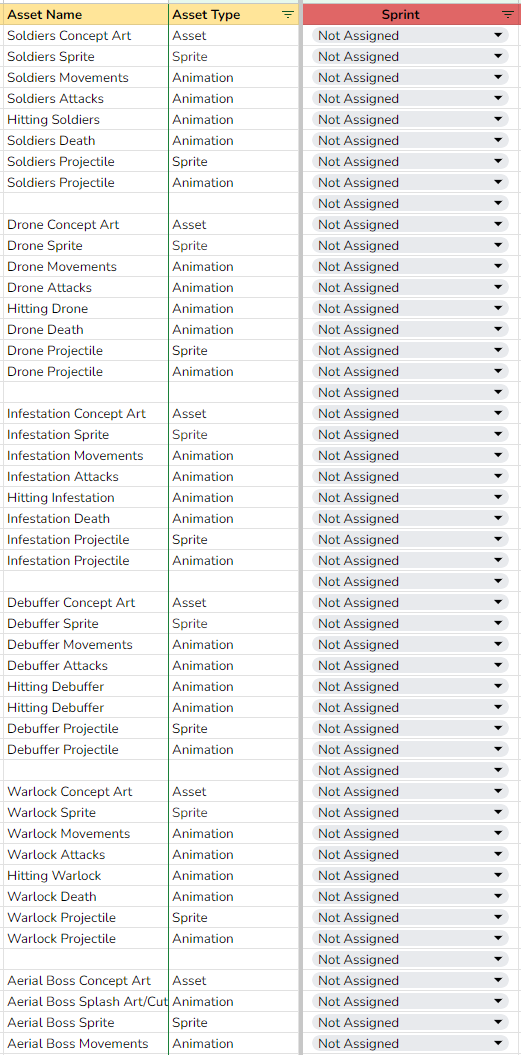 Asset Name Asset Type Sprint
Soldiers Concept Art Asset Not Assigned
Soldiers Sprite Sprite Not Assigned
Soldiers Movements Animation Not Assigned
Soldiers Attacks Animation Not Assigned
Hitting Soldiers Animation Not Assigned
Soldiers Death Animation Not Assigned
Soldiers Projectile Sprite Not Assigned
Soldiers Projectile Animation Not Assigned
Not Assigned
Drone Concept Art Asset Not Assigned
Drone Sprite Sprite Not Assigned
Drone Movements Animation Not Assigned
Drone Attacks Animation Not Assigned
Hitting Drone Animation Not Assigned
Drone Death Animation Not Assigned
Drone Projectile Sprite Not Assigned
Drone Projectile Animation Not Assigned
Not Assigned
Infestation Concept Art Asset Not Assigned
Infestation Sprite Sprite Not Assigned
Infestation Movements Animation Not Assigned
Infestation Attacks Animation Not Assigned
Hitting Infestation Animation Not Assigned
Infestation Death Animation Not Assigned
Infestation Projectile Sprite Not Assigned
Infestation Projectile Animation Not Assigned
Not Assigned
Debuffer Concept Art Asset Not Assigned
Debuffer Sprite Sprite Not Assigned
Debuffer Movements Animation Not Assigned
Debuffer Attacks Animation Not Assigned
Hitting Debuffer Animation Not Assigned
Hitting Debuffer Animation Not Assigned
Debuffer Projectile Sprite Not Assigned
Debuffer Projectile Animation Not Assigned
Not Assigned
Warlock Concept Art Asset Not Assigned
Warlock Sprite Sprite Not Assigned
Warlock Movements Animation Not Assigned
Warlock Attacks Animation Not Assigned
Hitting Warlock Animation Not Assigned
Warlock Death Animation Not Assigned
Warlock Projectile Sprite Not Assigned
Warlock Projectile Animation Not Assigned
Not Assigned
Aerial Boss Concept Art Asset Not Assigned
Aerial Boss Splash Art/Cut Animation Not Assigned
Aerial Boss Sprite Sprite Not Assigned
Aerial Boss Movements Animation Not Assigned